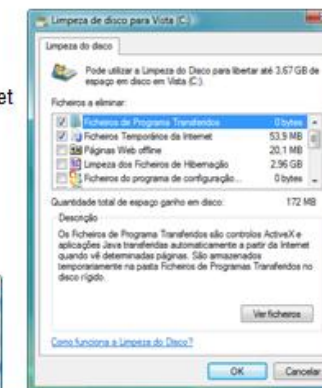 et
Limpeza de disco para Vista (C:)
Limpeza do disco
Pode utilizar a Limpeza do Disco para libertar até 3,67 GB de
espaço em disco em Vista (C:).
Ficheiros a eliminar:
Ficheiros de Programa Transferidos 0 bytes
Ficheiros Temporários da Internet 53,9 MB
Páginas Web offline 20,1 MB
Limpeza dos Ficheiros de Hibernação 2,96 GB
Ficheiros do programa de configuração... 0 bytes
Quantidade total de espaço ganho em disco: 172 MB
Descrição
Os Ficheiros de Programa Transferidos são controlos ActiveX e
aplicações Java transferidas automaticamente a partir da Internet
quando vê determinadas páginas. São armazenados
temporariamente na pasta Ficheiros de Programas Transferidos no
disco rígido.
Ver ficheiros
Como funciona a Limpeza do Disco?
OK Cancelar